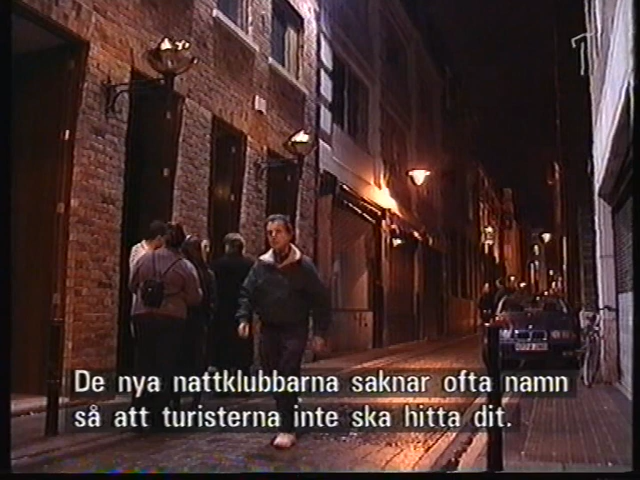 De nya nattklubbarna saknar ofta namn
så att turisterna inte ska hitta dit.